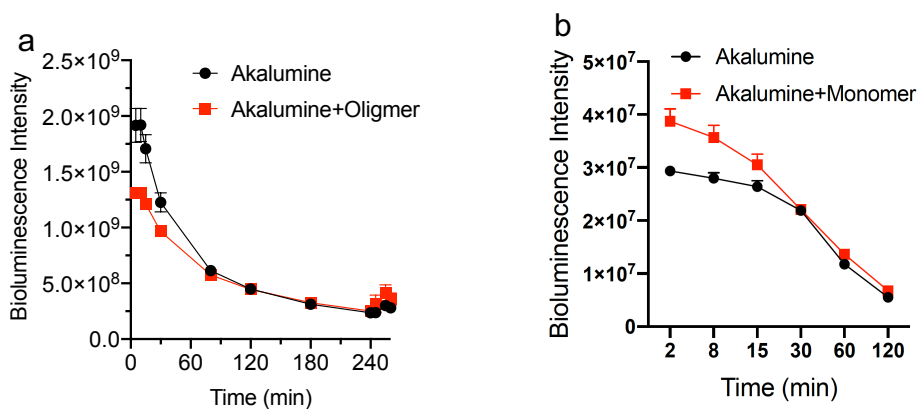 a
Bioluminescence Intensity
2.5×10⁹
2.0×10⁹
1.5×10⁹
1.0×10⁹
5.0×10⁸
0.0
Akalumine
Akalumine+Oligmer
0 60 120 180 240
Time (min)
b
Bioluminescence Intensity
5×10⁷
4×10⁷
3×10⁷
2×10⁷
1×10⁷
0
Akalumine
Akalumine+Monomer
2 8 15 30 60 120
Time (min)